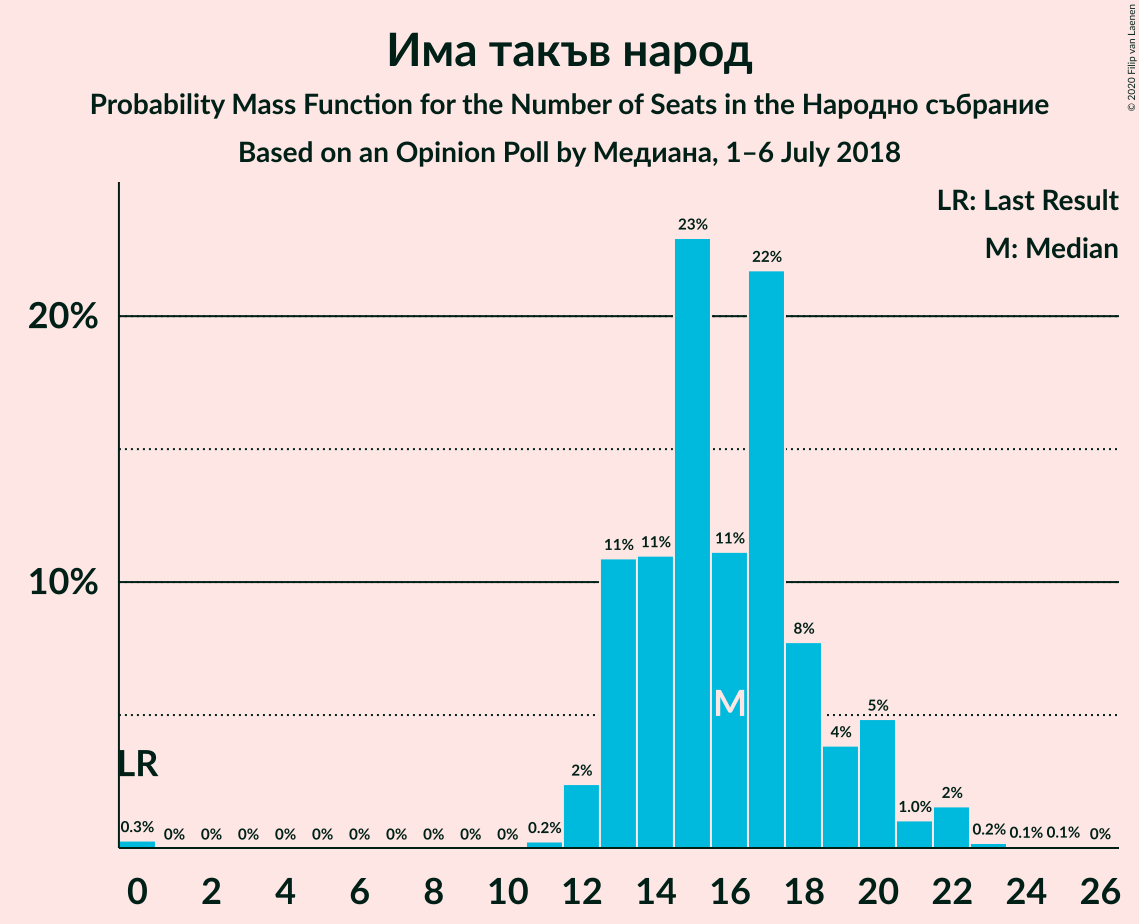 Има такъв народ
Probability Mass Function for the Number of Seats in the Народно събрание
Based on an Opinion Poll by Медиана, 1–6 July 2018
© 2020 Filip van Laenen
LR: Last Result
M: Median
23%
22%
20%
11% 11% 11%
10%
8%
M
5%
4%
LR
2%
2%
1.0%
0.3% 0% 0% 0% 0% 0% 0% 0% 0% 0% 0% 0.2%
0.2% 0.1% 0.1% 0%
0 2 4 6 8 10 12 14 16 18 20 22 24 26